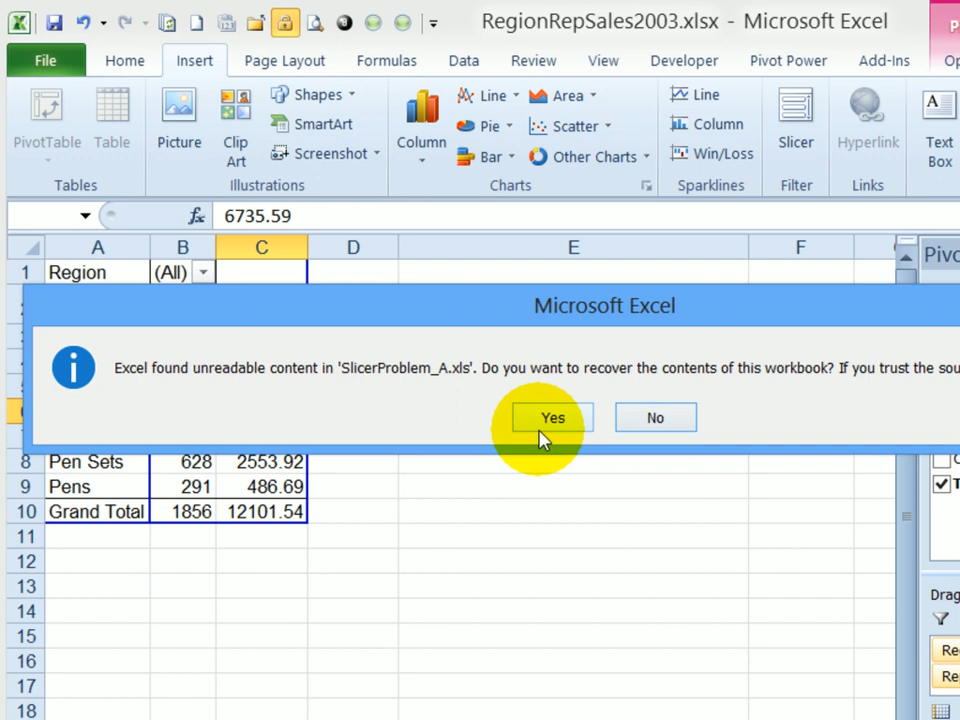 RegionRepSales2003.xlsx - Microsoft Excel
File Home Insert Page Layout Formulas Data Review View Developer Pivot Power Add-Ins
PivotTable Table Picture Clip Art Shapes SmartArt Screenshot Column Line Pie Bar Area Scatter Other Charts Line Column Win/Loss Slicer Hyperlink Text Box
Tables Illustrations Charts Sparklines Filter Links
fx 6735.59
A B C D E F
1 Region (All)
Microsoft Excel
Excel found unreadable content in 'SlicerProblem_A.xls'. Do you want to recover the contents of this workbook? If you trust the
Yes No
8 Pen Sets 628 2553.92
9 Pens 291 486.69
10 Grand Total 1856 12101.54
11
12
13
14
15
16
17
18